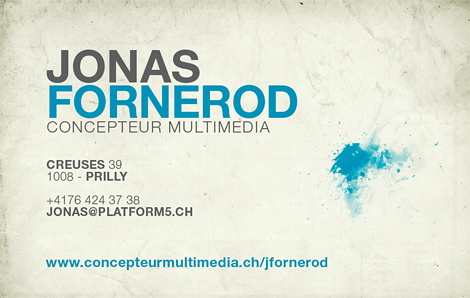 JONAS
FORNEROD
CONCEPTEUR MULTIMEDIA
CREUSES 39
1008 - PRILLY
+4176 424 37 38
JONAS@PLATFORM5.CH
www.concepteurmultimedia.ch/jfornerod